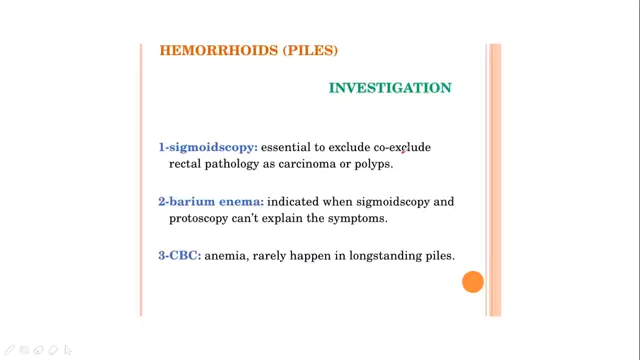 HEMORRHOIDS (PILES)
INVESTIGATION
1-sigmoidscopy: essential to exclude co-exclude
rectal pathology as carcinoma or polyps.
2-barium enema: indicated when sigmoidscopy and
protoscopy can't explain the symptoms.
3-CBC: anemia, rarely happen in longstanding piles.